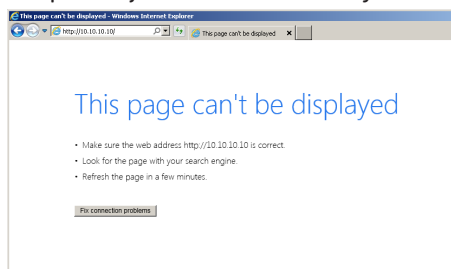 This page can't be displayed - Windows Internet Explorer
http://10.10.10.10/
This page can't be displayed
This page can't be displayed
• Make sure the web address http://10.10.10.10 is correct.
• Look for the page with your search engine.
• Refresh the page in a few minutes.
Fix connection problems